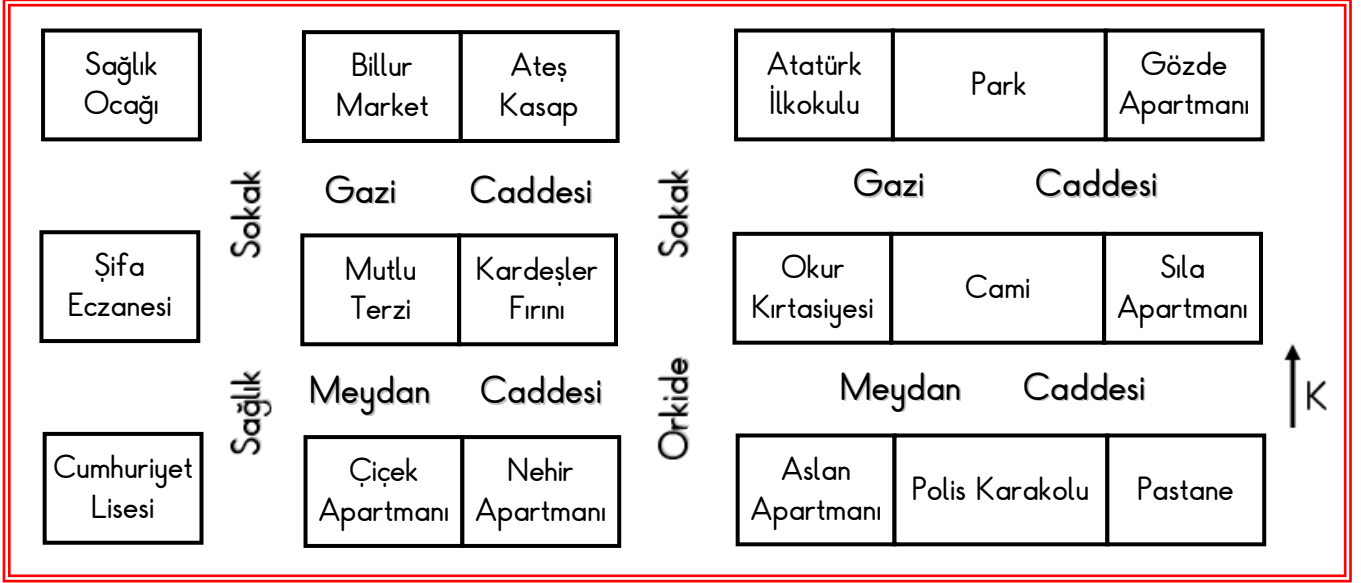 Sağlık
Ocağı
Billur
Market
Ateş
Kasap
Atatürk
İlkokulu
Park
Gözde
Apartmanı
Gazi Caddesi
Gazi Caddesi
Şifa
Eczanesi
Sağlık Sokak
Mutlu
Terzi
Kardeşler
Fırını
Orkide Sokak
Okur
Kırtasiyesi
Cami
Sıla
Apartmanı
Meydan Caddesi
Meydan Caddesi
K
Cumhuriyet
Lisesi
Çiçek
Apartmanı
Nehir
Apartmanı
Aslan
Apartmanı
Polis Karakolu
Pastane